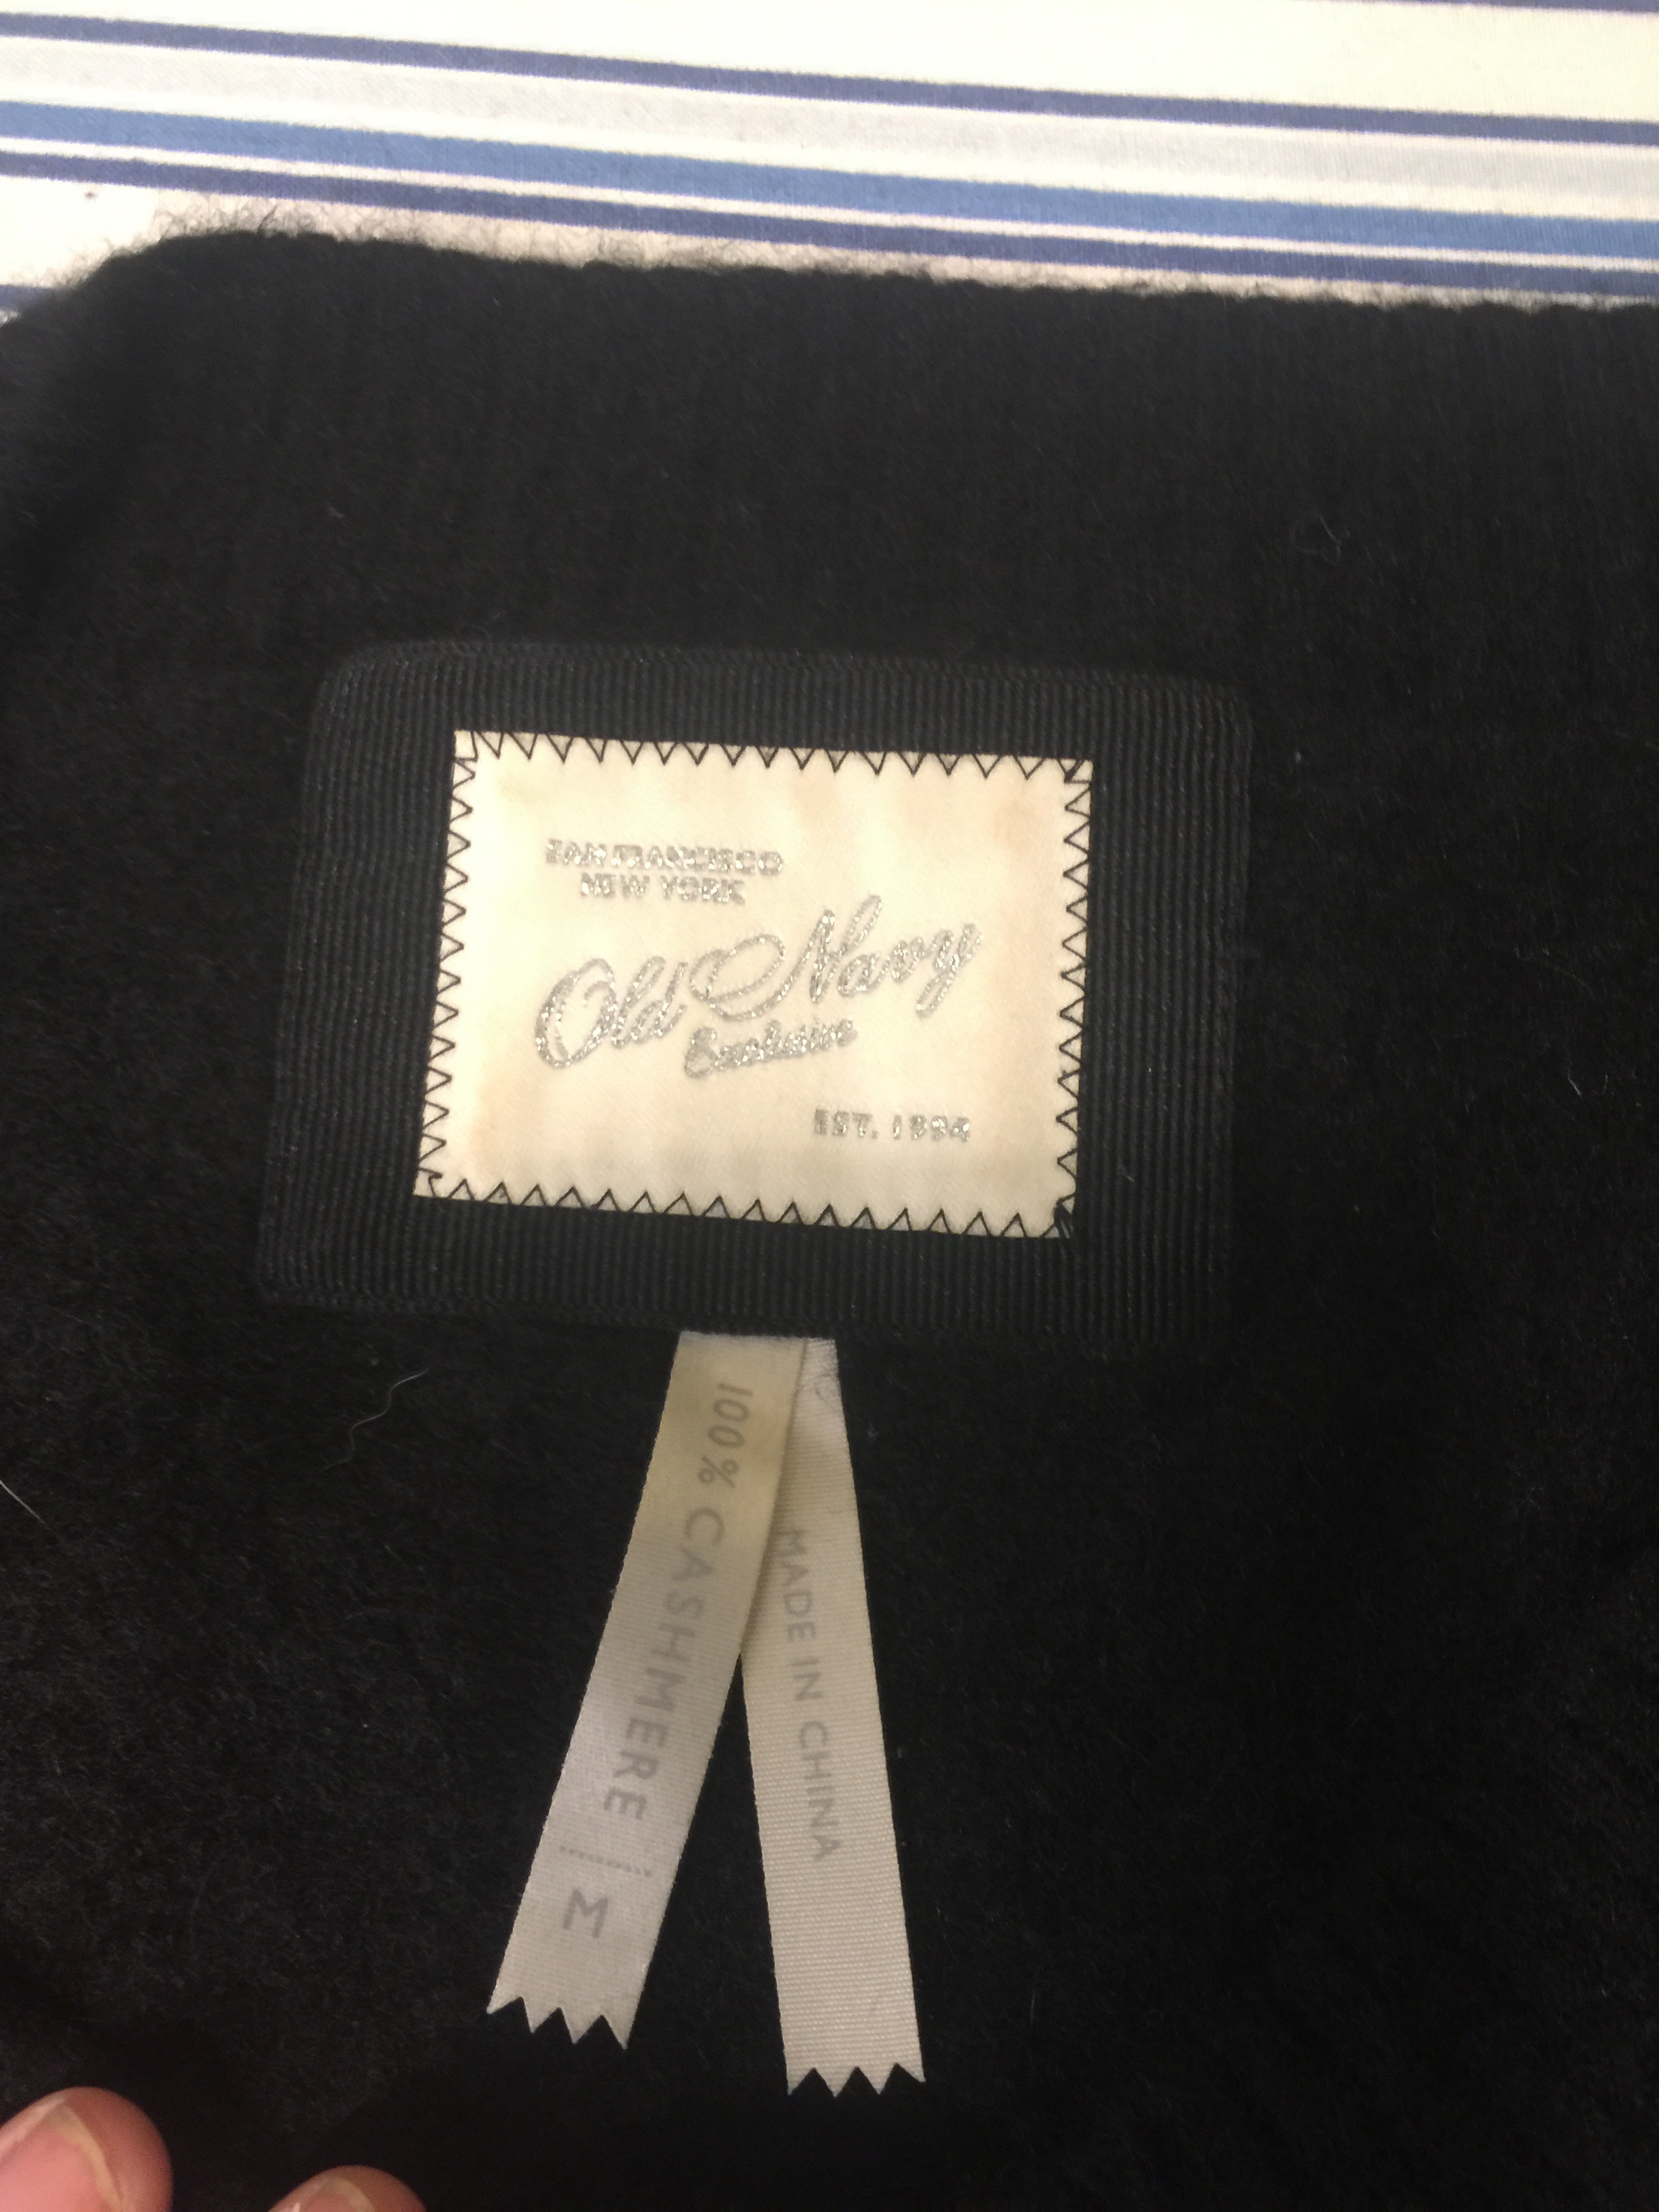 SAN FRANCISCO
NEW YORK
Old Navy
Exclusive
EST. 1994
100% CASHMERE | M
MADE IN CHINA